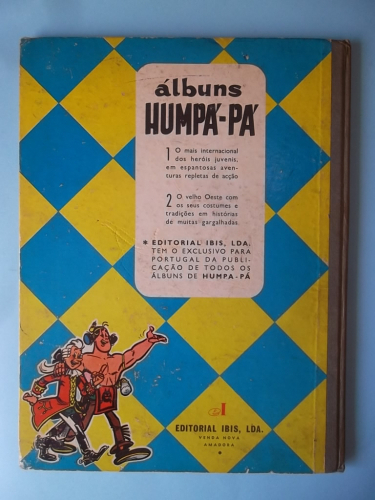 álbuns
HUMPÁ-PÁ
1 O mais internacional
dos heróis juvenis,
em espantosas aven-
turas repletas de acção
2 O velho Oeste com
os seus costumes e
tradições em histórias
de muitas gargalhadas.
* EDITORIAL IBIS, LDA.
TEM O EXCLUSIVO PARA
PORTUGAL DA PUBLI-
CAÇÃO DE TODOS OS
ÁLBUNS DE HUMPA-PÁ
EDITORIAL IBIS, LDA.
VENDA NOVA
AMADORA